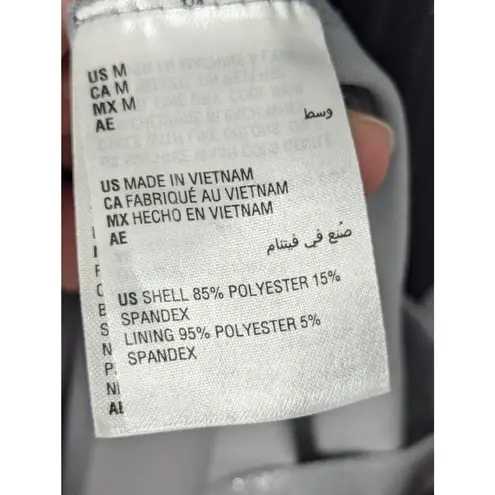 US M
CA M
MX M
AE وسط
US MADE IN VIETNAM
CA FABRIQUÉ AU VIETNAM
MX HECHO EN VIETNAM
AE
صُنع في فيتنام
US SHELL 85% POLYESTER 15%
SPANDEX
LINING 95% POLYESTER 5%
SPANDEX